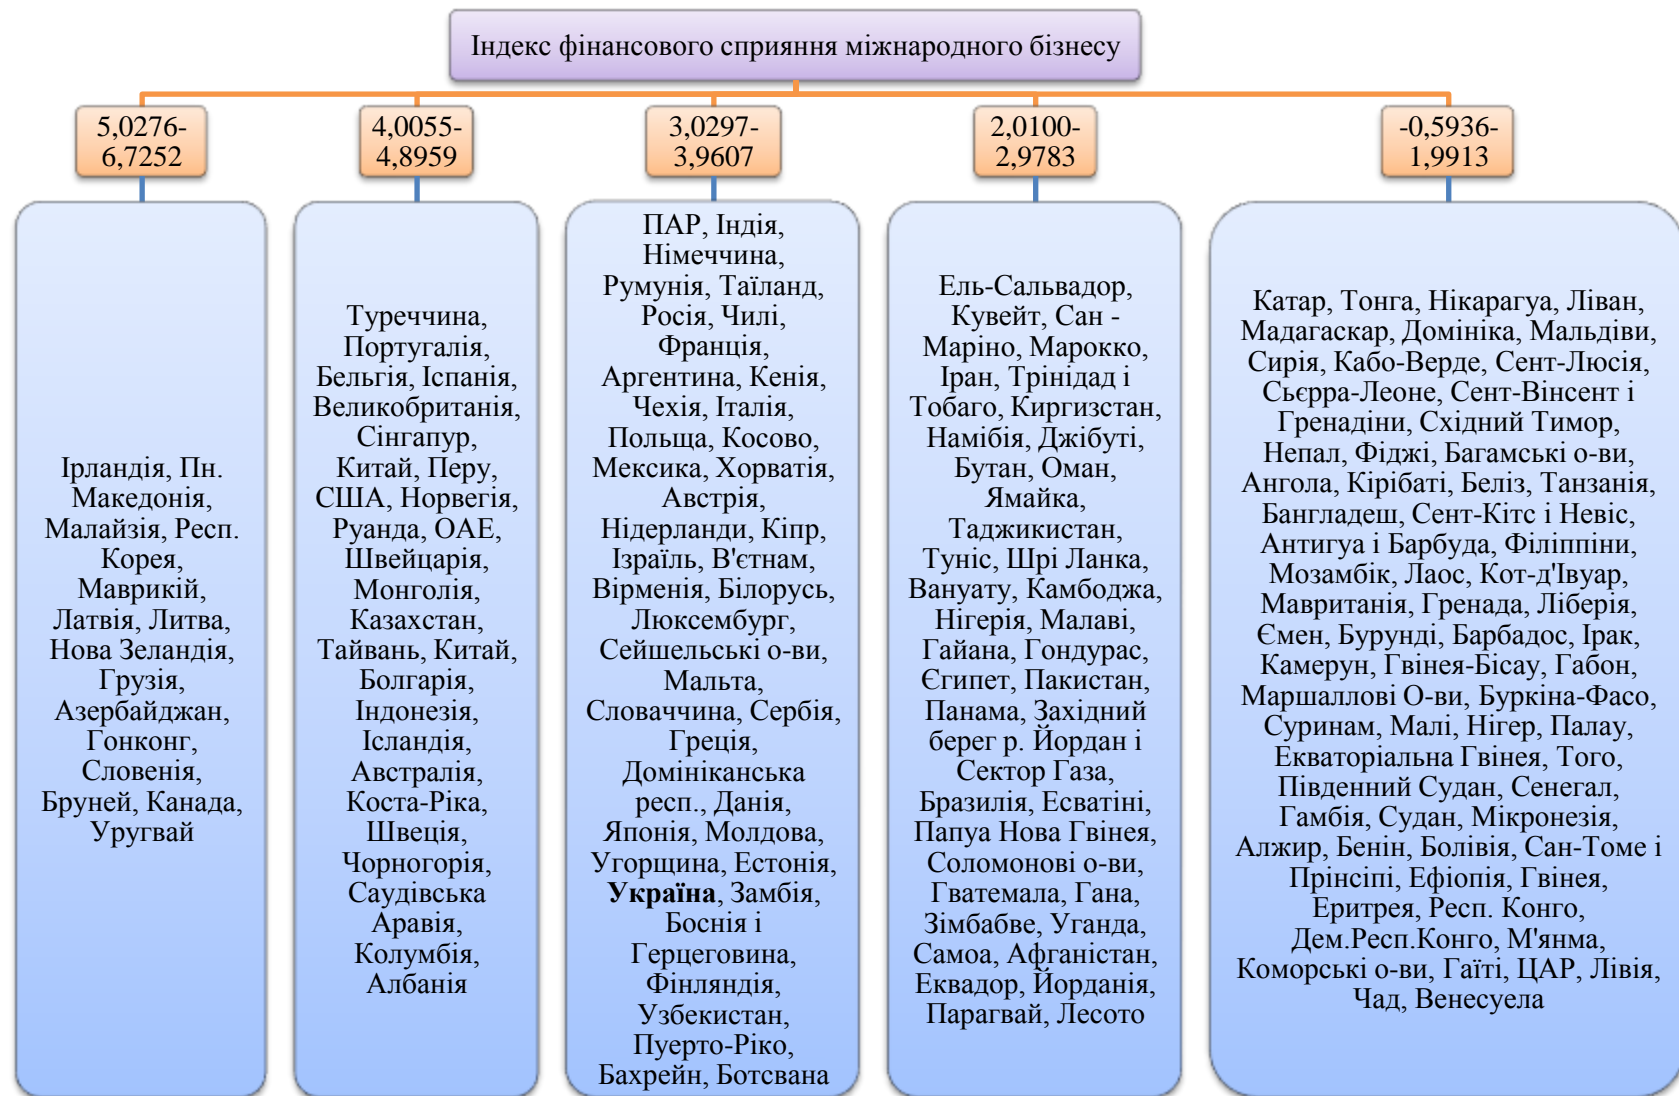 Індекс фінансового сприяння міжнародного бізнесу
5,0276-
6,7252
Ірландія, Пн.
Македонія,
Малайзія, Респ.
Корея,
Маврикій,
Латвія, Литва,
Нова Зеландія,
Грузія,
Азербайджан,
Гонконг,
Словенія,
Бруней, Канада,
Уругвай
4,0055-
4,8959
Туреччина,
Португалія,
Бельгія, Іспанія,
Великобританія,
Сінгапур,
Китай, Перу,
США, Норвегія,
Руанда, ОАЕ,
Швейцарія,
Монголія,
Казахстан,
Тайвань, Китай,
Болгарія,
Індонезія,
Ісландія,
Австралія,
Коста-Ріка,
Швеція,
Чорногорія,
Саудівська
Аравія,
Колумбія,
Албанія
3,0297-
3,9607
ПАР, Індія,
Німеччина,
Румунія, Таїланд,
Росія, Чилі,
Франція,
Аргентина, Кенія,
Чехія, Італія,
Польща, Косово,
Мексика, Хорватія,
Австрія,
Нідерланди, Кіпр,
Ізраїль, В'єтнам,
Вірменія, Білорусь,
Люксембург,
Сейшельські о-ви,
Мальта,
Словаччина, Сербія,
Греція,
Домініканська
респ., Данія,
Японія, Молдова,
Угорщина, Естонія,
Україна, Замбія,
Боснія і
Герцеговина,
Фінляндія,
Узбекистан,
Пуерто-Ріко,
Бахрейн, Ботсвана
2,0100-
2,9783
Ель-Сальвадор,
Кувейт, Сан -
Маріно, Марокко,
Іран, Трінідад і
Тобаго, Киргизстан,
Намібія, Джібуті,
Бутан, Оман,
Ямайка,
Таджикистан,
Туніс, Шрі Ланка,
Вануату, Камбоджа,
Нігерія, Малаві,
Гайана, Гондурас,
Єгипет, Пакистан,
Панама, Західний
берег р. Йордан і
Сектор Газа,
Бразилія, Есватіні,
Папуа Нова Гвінея,
Соломонові о-ви,
Гватемала, Гана,
Зімбабве, Уганда,
Самоа, Афганістан,
Еквадор, Йорданія,
Парагвай, Лесото
-0,5936-
1,9913
Катар, Тонга, Нікарагуа, Ліван,
Мадагаскар, Домініка, Мальдіви,
Сирія, Кабо-Верде, Сент-Люсія,
Сьєрра-Леоне, Сент-Вінсент і
Гренадіни, Східний Тимор,
Непал, Фіджі, Багамські о-ви,
Ангола, Кірібаті, Беліз, Танзанія,
Бангладеш, Сент-Кітс і Невіс,
Антигуа і Барбуда, Філіппіни,
Мозамбік, Лаос, Кот-д'Івуар,
Мавританія, Гренада, Ліберія,
Ємен, Бурунді, Барбадос, Ірак,
Камерун, Гвінея-Бісау, Габон,
Маршаллові О-ви, Буркіна-Фасо,
Суринам, Малі, Нігер, Палау,
Екваторіальна Гвінея, Того,
Південний Судан, Сенегал,
Гамбія, Судан, Мікронезія,
Алжир, Бенін, Болівія, Сан-Томе і
Прінсіпі, Ефіопія, Гвінея,
Еритрея, Респ. Конго,
Дем.Респ.Конго, М'янма,
Коморські о-ви, Гаїті, ЦАР, Лівія,
Чад, Венесуела